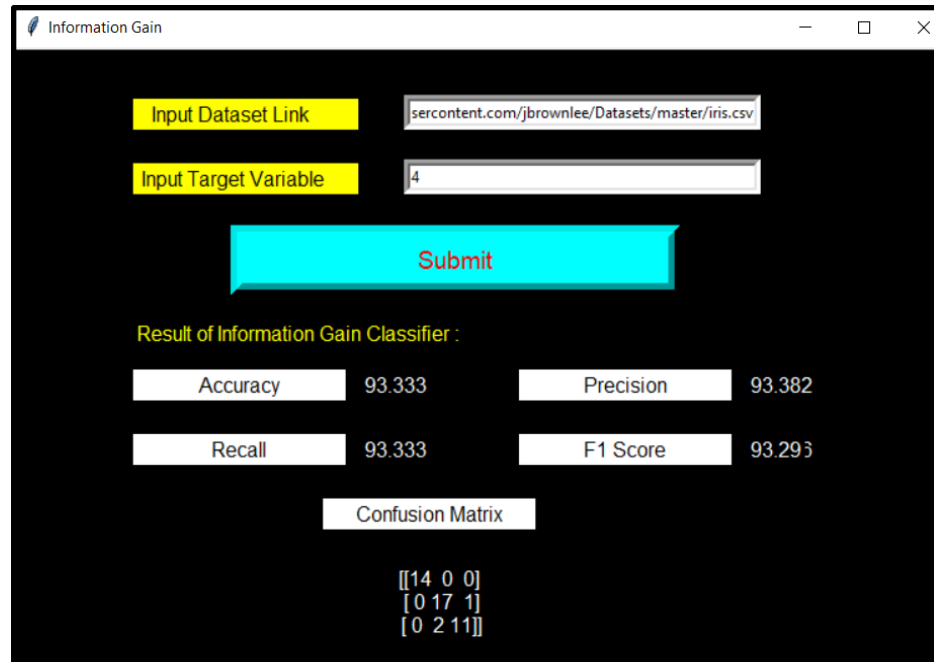 Information Gain
Input Dataset Link
sercontent.com/jbrownlee/Datasets/master/iris.csv
Input Target Variable
4
Submit
Result of Information Gain Classifier :
Accuracy 93.333 Precision 93.382
Recall 93.333 F1 Score 93.296
Confusion Matrix
[[14 0 0]
[ 0 17 1]
[ 0 2 11]]